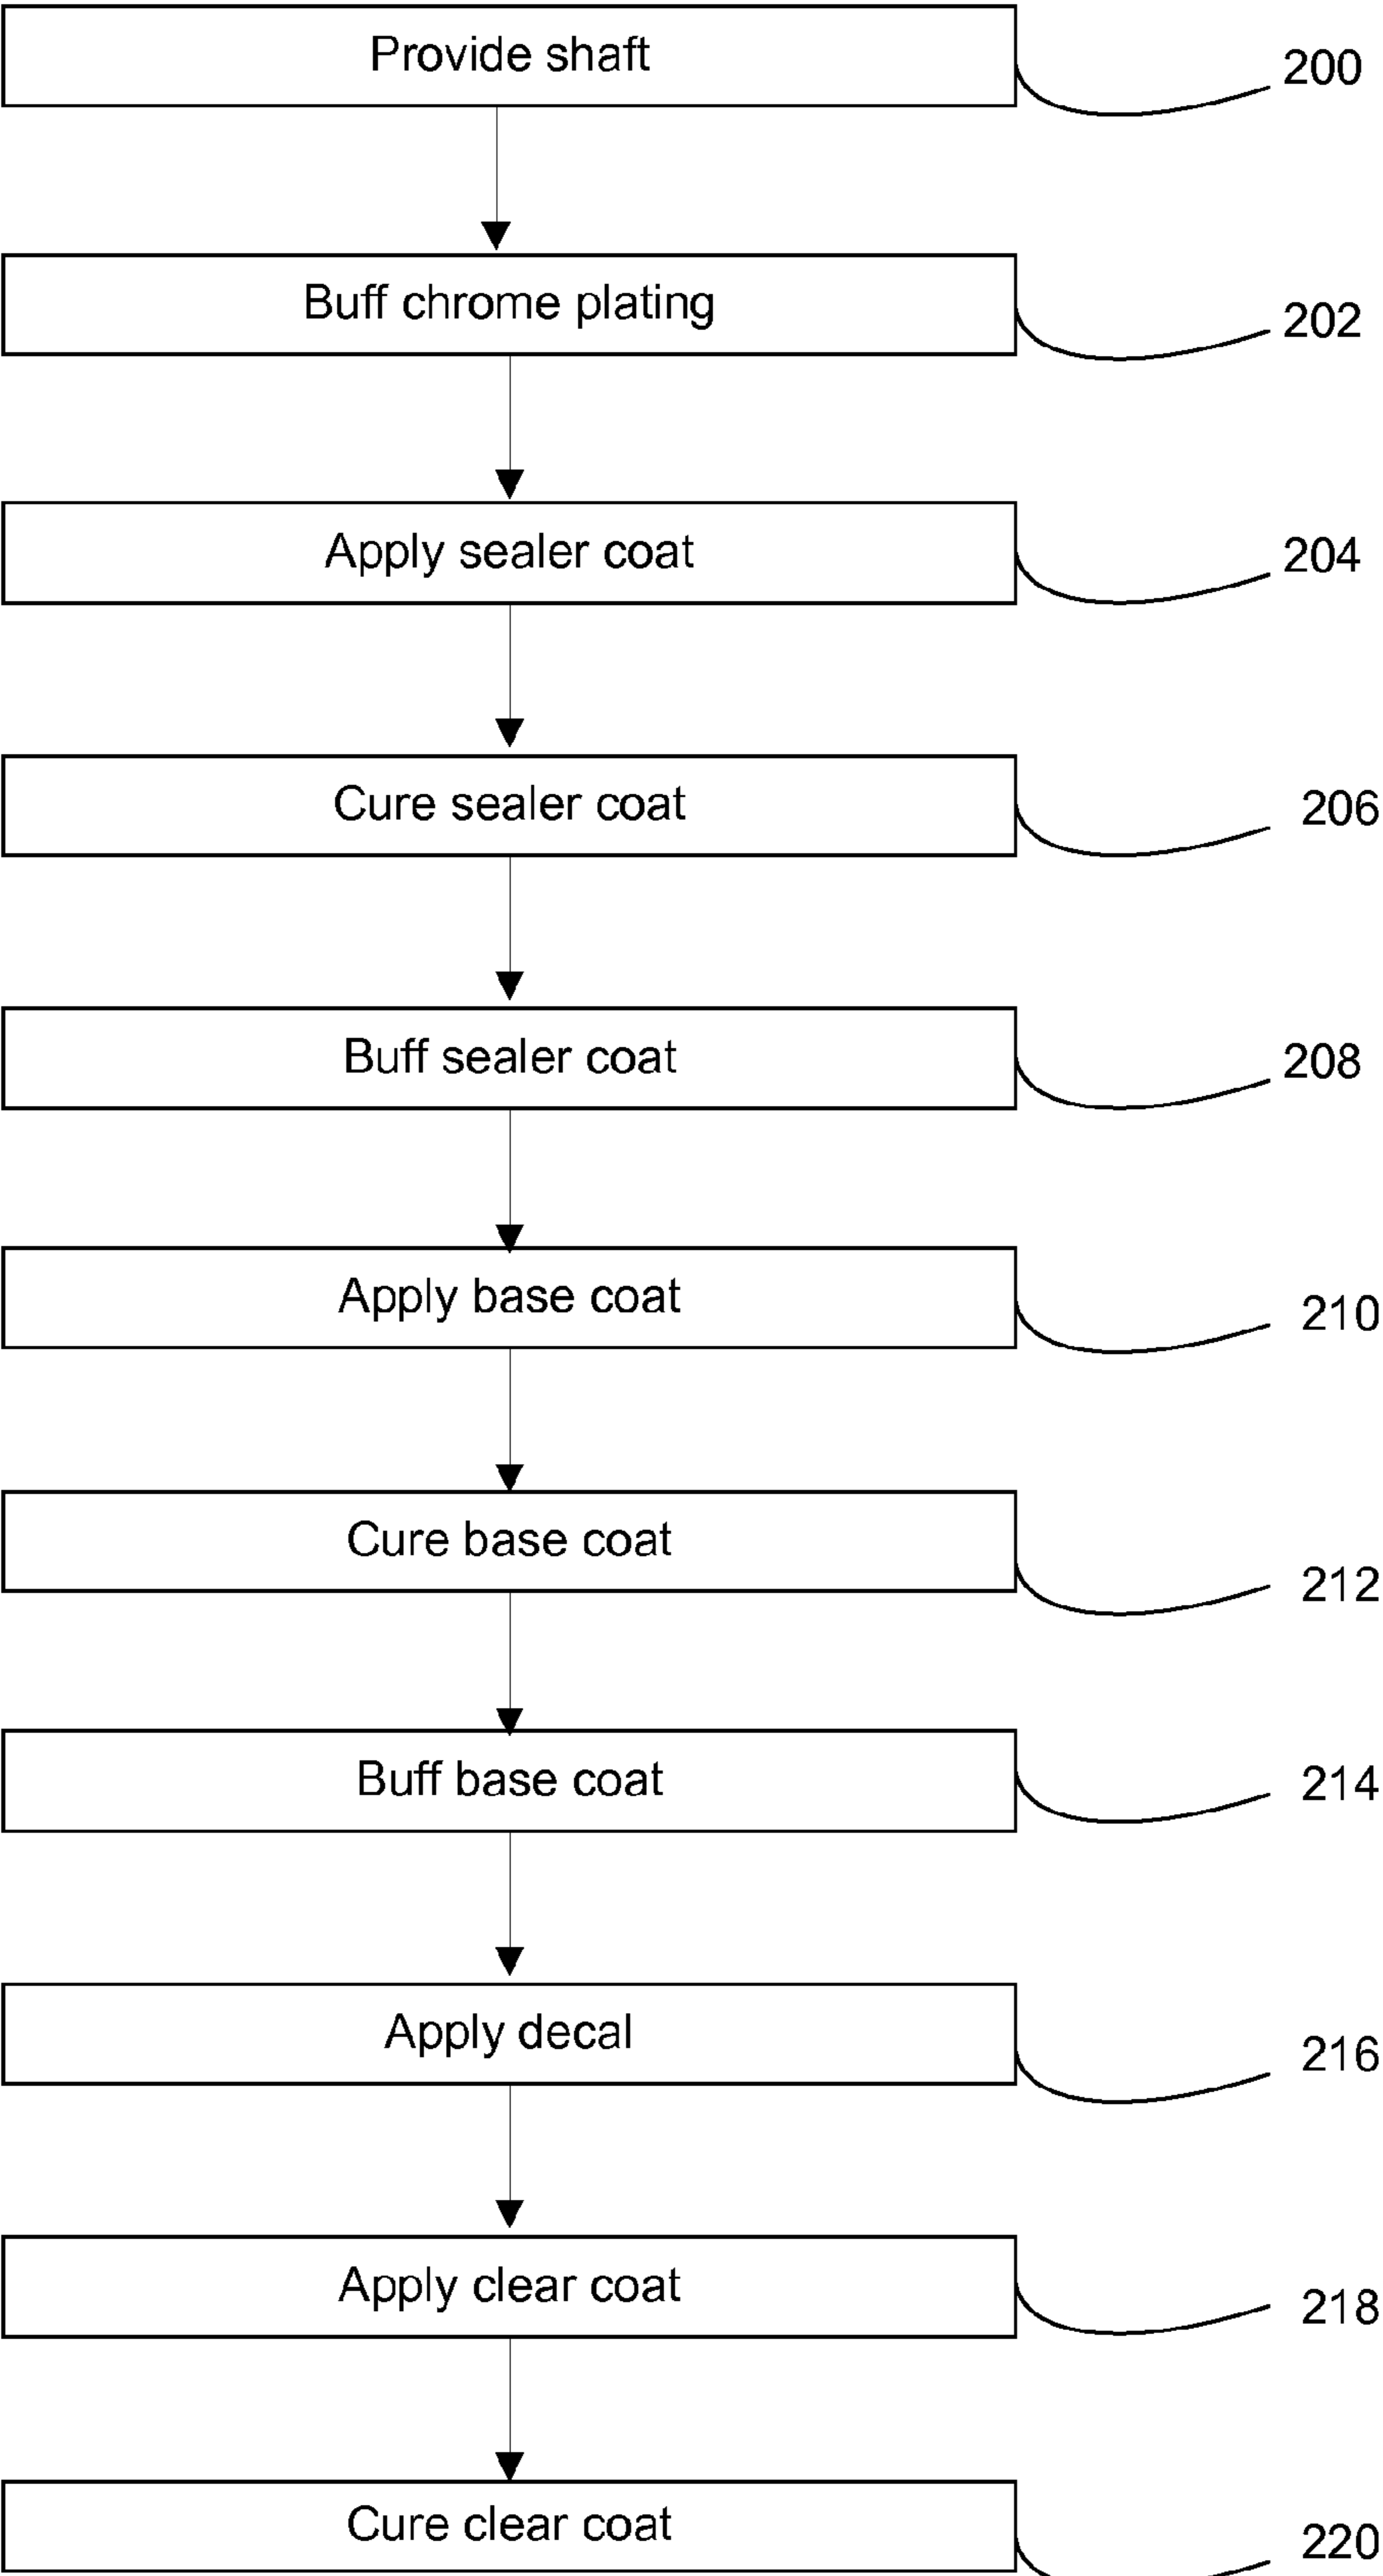 Provide shaft
200
Buff chrome plating
202
Apply sealer coat
204
Cure sealer coat
206
Buff sealer coat
208
Apply base coat
210
Cure base coat
212
Buff base coat
214
Apply decal
216
Apply clear coat
218
Cure clear coat
220